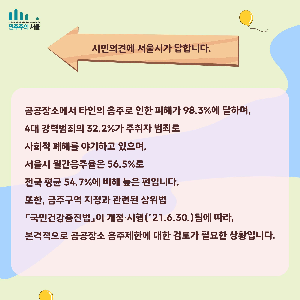 민주주의 서울
시민의견에 서울시가 답합니다.
공공장소에서 타인의 음주로 인한 피해가 98.3%에 달하며,
4대 강력범죄의 32.2%가 주취자 범죄로
사회적 폐해를 야기하고 있으며,
서울시 월간음주율은 56.5%로
전국 평균 54.7%에 비해 높은 편입니다.
또한, 금주구역 지정과 관련된 상위법
「국민건강증진법」이 개정·시행('21.6.30.)됨에 따라,
본격적으로 공공장소 음주제한에 대한 검토가 필요한 상황입니다.